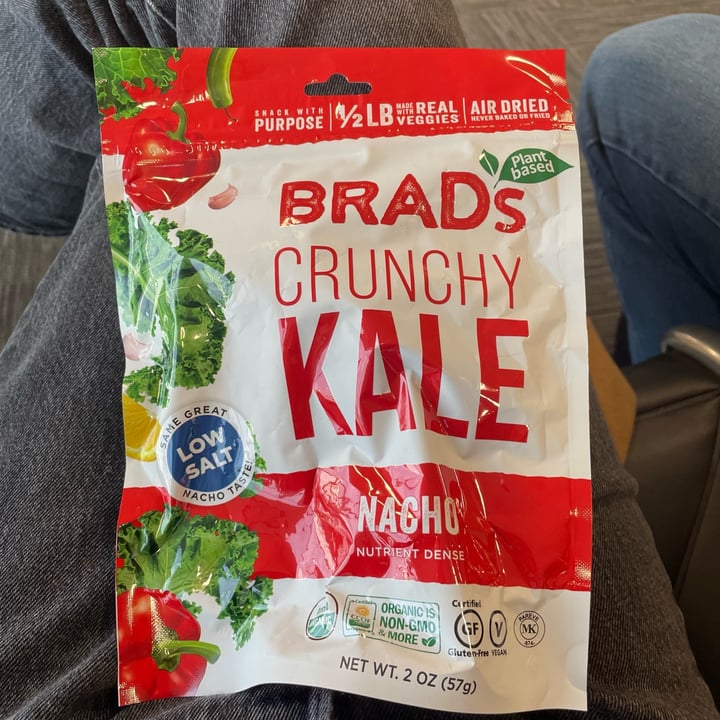 SNACK WITH
PURPOSE
1/2 LB
MADE WITH REAL
VEGGIES
AIR DRIED
NEVER BAKED OR FRIED
Plant
based
BRAD's
CRUNCHY
KALE
SAME GREAT
LOW
SALT
NACHO TASTE!
NACHO
NUTRIENT DENSE
ORGANIC IS
NON-GMO
& MORE
Certified
GF
Gluten-Free
V
VEGAN
PAREVE
MK
NET WT. 2 OZ (57g)